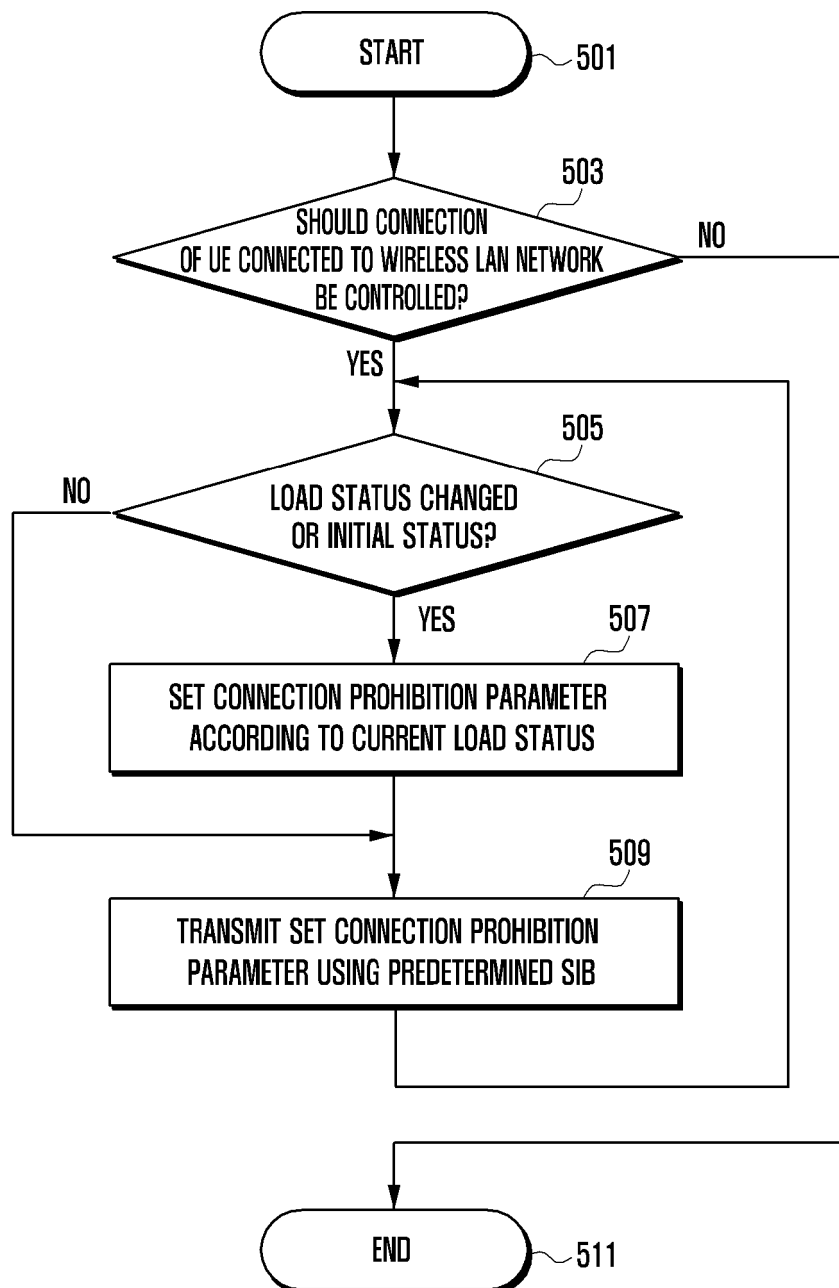 START
501
503
SHOULD CONNECTION
OF UE CONNECTED TO WIRELESS LAN NETWORK
BE CONTROLLED?
NO
YES
505
NO
LOAD STATUS CHANGED
OR INITIAL STATUS?
YES
507
SET CONNECTION PROHIBITION PARAMETER
ACCORDING TO CURRENT LOAD STATUS
509
TRANSMIT SET CONNECTION PROHIBITION
PARAMETER USING PREDETERMINED SIB
END
511